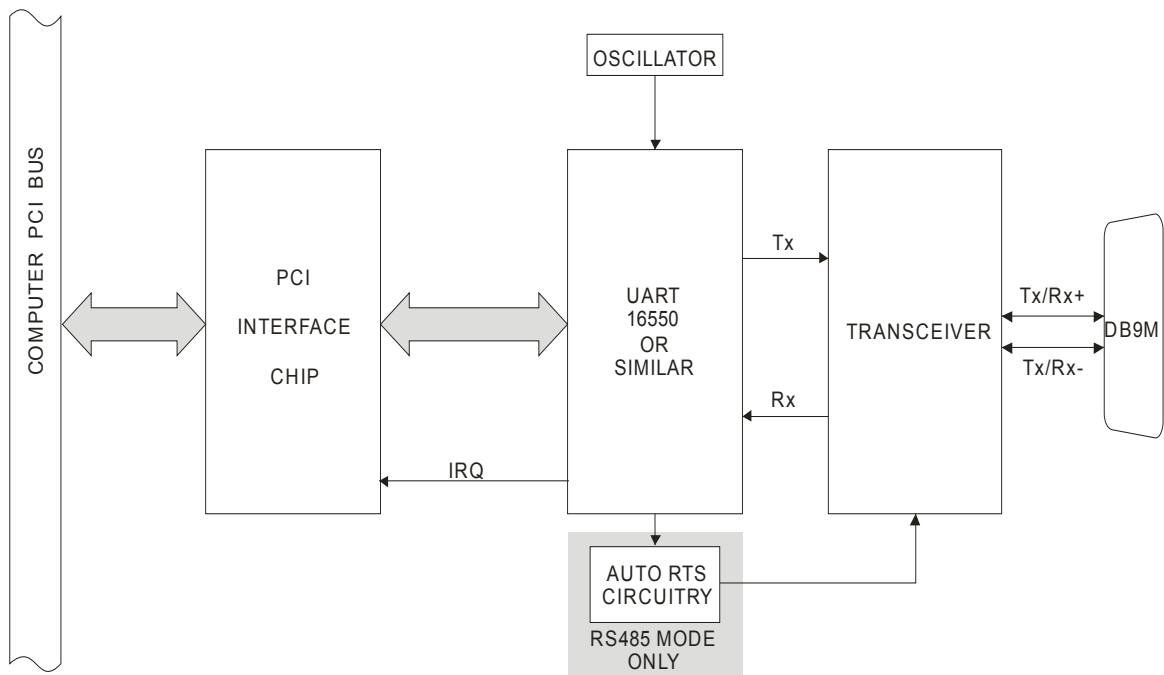 COMPUTER PCI BUS
OSCILLATOR
PCI
INTERFACE
CHIP
UART
16550
OR
SIMILAR
Tx
Rx
IRQ
TRANSCEIVER
Tx/Rx+
Tx/Rx-
DB9M
AUTO RTS
CIRCUITRY
RS485 MODE
ONLY